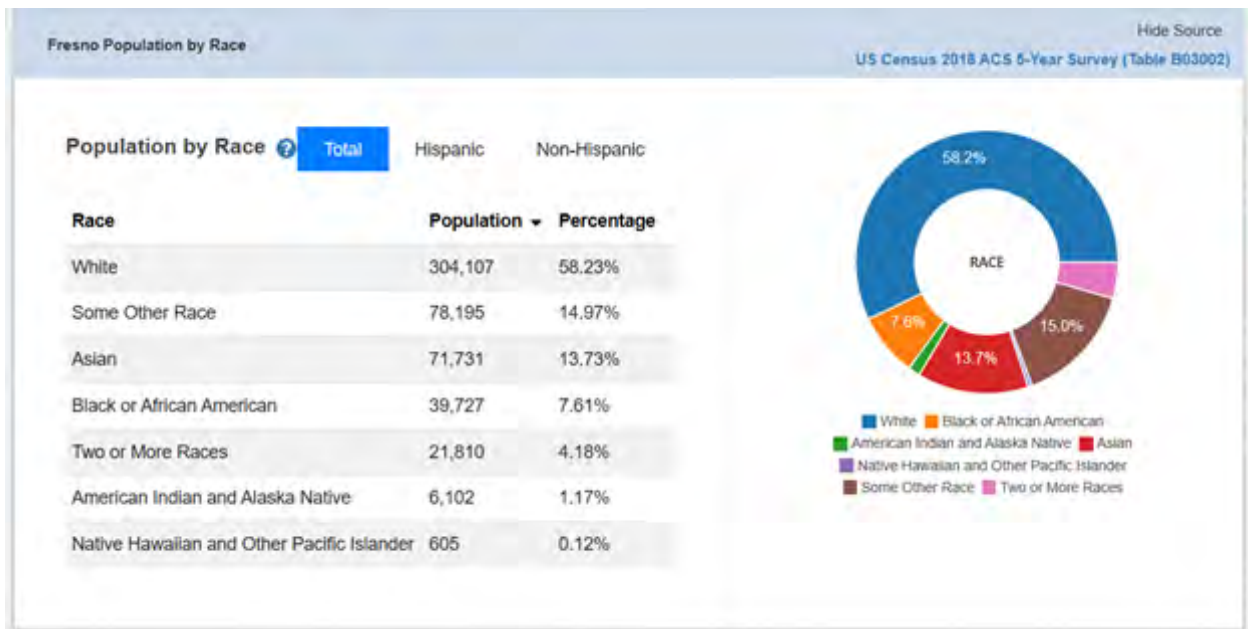 Hide Source
Fresno Population by Race
US Census 2018 ACS 5-Year Survey (Table B03002)
Population by Race ? Total Hispanic Non-Hispanic
Race Population Percentage
White 304,107 58.23%
Some Other Race 78,195 14.97%
Asian 71,731 13.73%
Black or African American 39,727 7.61%
Two or More Races 21,810 4.18%
American Indian and Alaska Native 6,102 1.17%
Native Hawaiian and Other Pacific Islander 605 0.12%
58.2%
RACE
7.6%
15.0%
13.7%
White Black or African American
American Indian and Alaska Native Asian
Native Hawaiian and Other Pacific Islander
Some Other Race Two or More Races